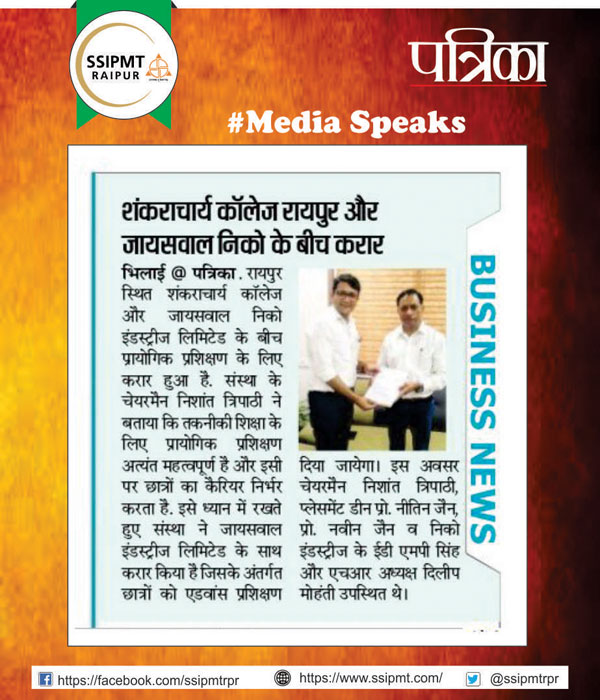 SSIPMT
RAIPUR
पत्रिका
#Media Speaks
शंकराचार्य कॉलेज रायपुर और
जायसवाल निको के बीच करार
भिलाई @ पत्रिका. रायपुर
स्थित शंकराचार्य कॉलेज
और जायसवाल निको
इंडस्ट्रीज लिमिटेड के बीच
प्रायोगिक प्रशिक्षण के लिए
करार हुआ है. संस्था के
चेयरमैन निशांत त्रिपाठी ने
बताया कि तकनीकी शिक्षा के
लिए प्रायोगिक प्रशिक्षण
अत्यंत महत्वपूर्ण है और इसी
पर छात्रों का कैरियर निर्भर
करता है. इसे ध्यान में रखते
हुए संस्था ने जायसवाल
इंडस्ट्रीज लिमिटेड के साथ
करार किया है जिसके अंतर्गत
छात्रों को एडवांस प्रशिक्षण
दिया जायेगा। इस अवसर
चेयरमैन निशांत त्रिपाठी,
प्लेसमेंट डीन प्रो. नीतिन जैन,
प्रो. नवीन जैन व निको
इंडस्ट्रीज के ईडी एमपी सिंह
और एचआर अध्यक्ष दिलीप
मोहंती उपस्थित थे।
BUSINESS NEWS
https://facebook.com/ssipmtrpr
https://www.ssipmt.com/
@ssipmtrpr